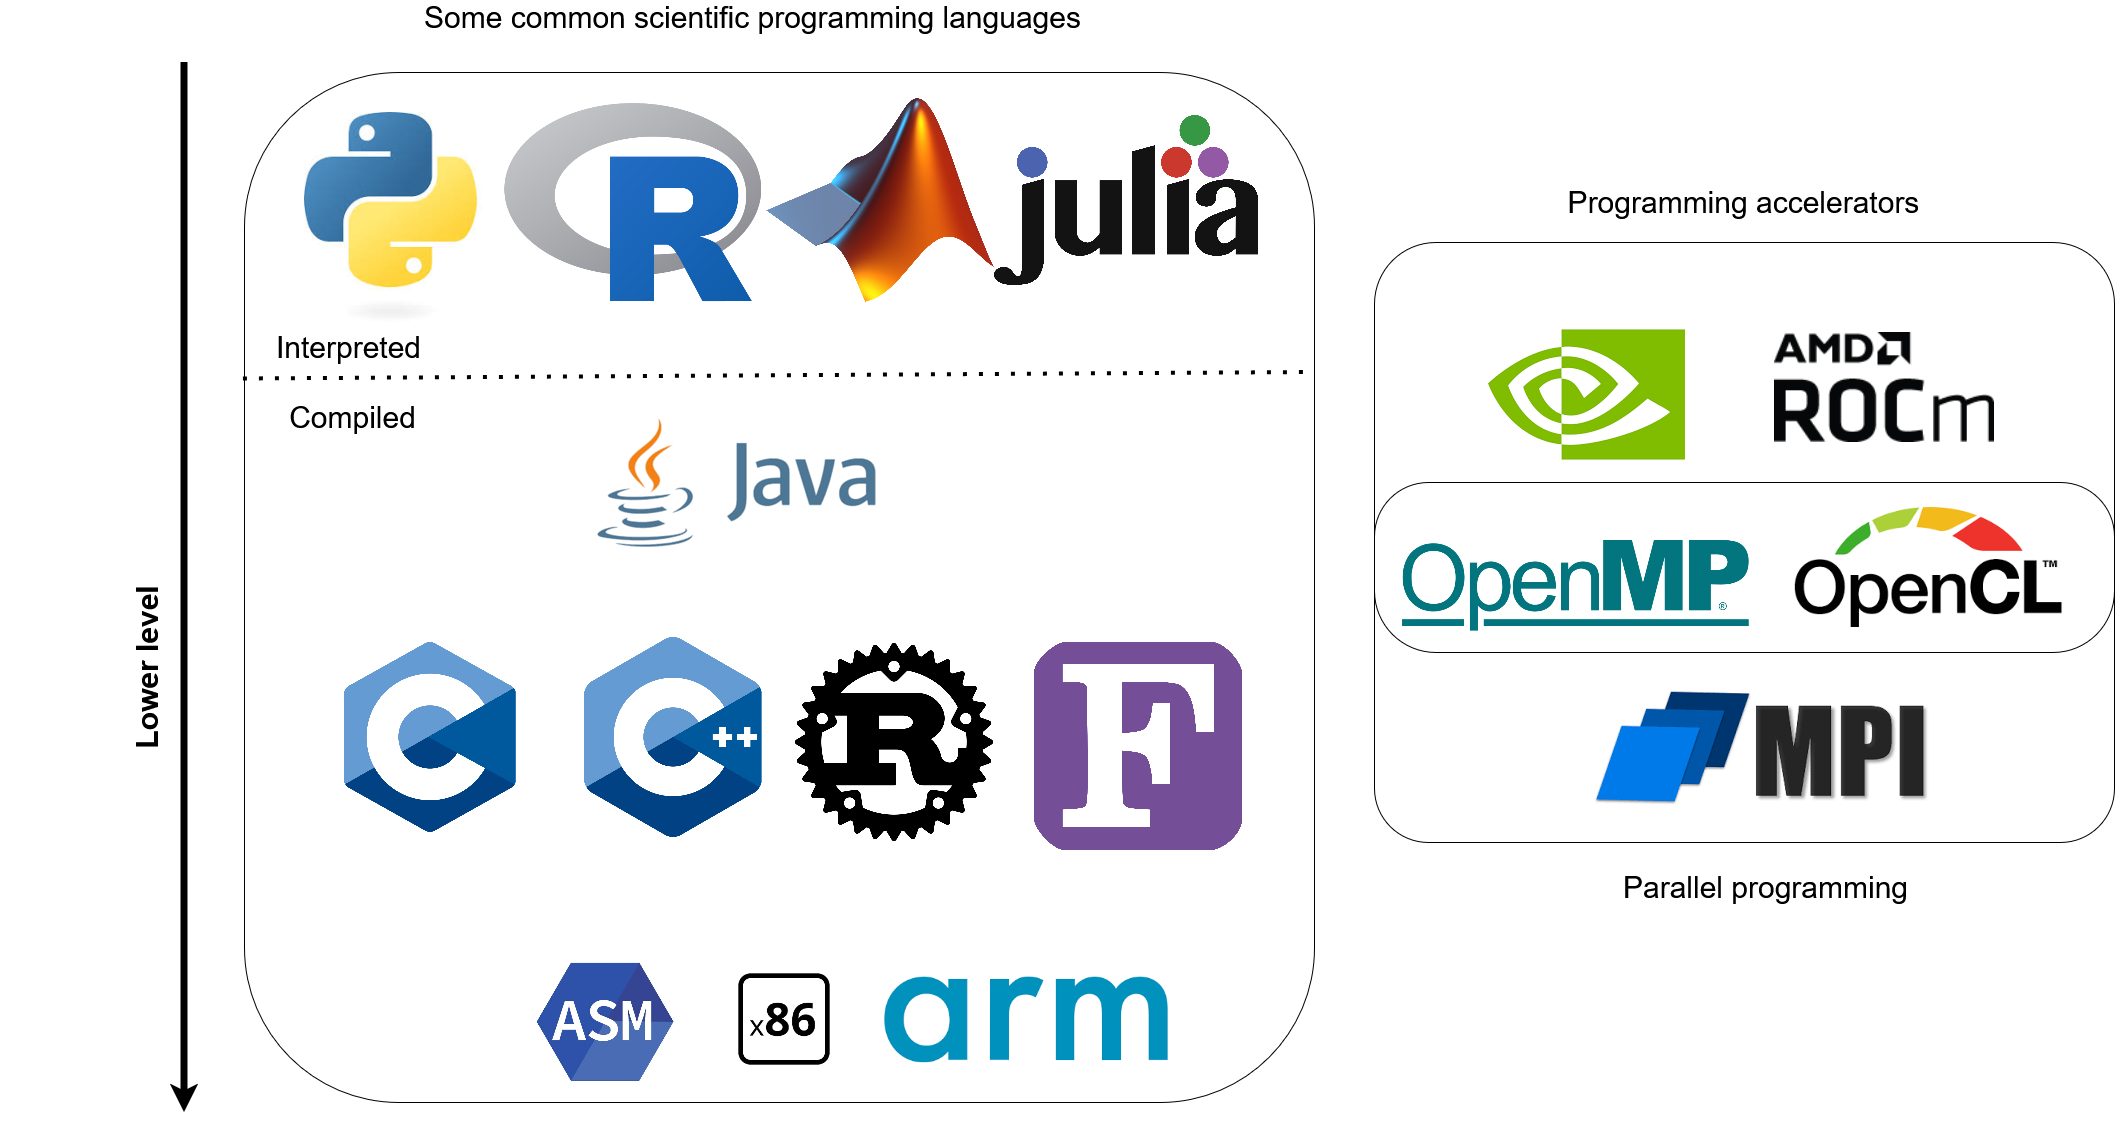 Some common scientific programming languages
R
julia
Interpreted
Compiled
Java
Lower level
C
C++
R
F
ASM
x86
arm
Programming accelerators
AMD
ROCm
OpenMP®
OpenCL™
MPI
Parallel programming